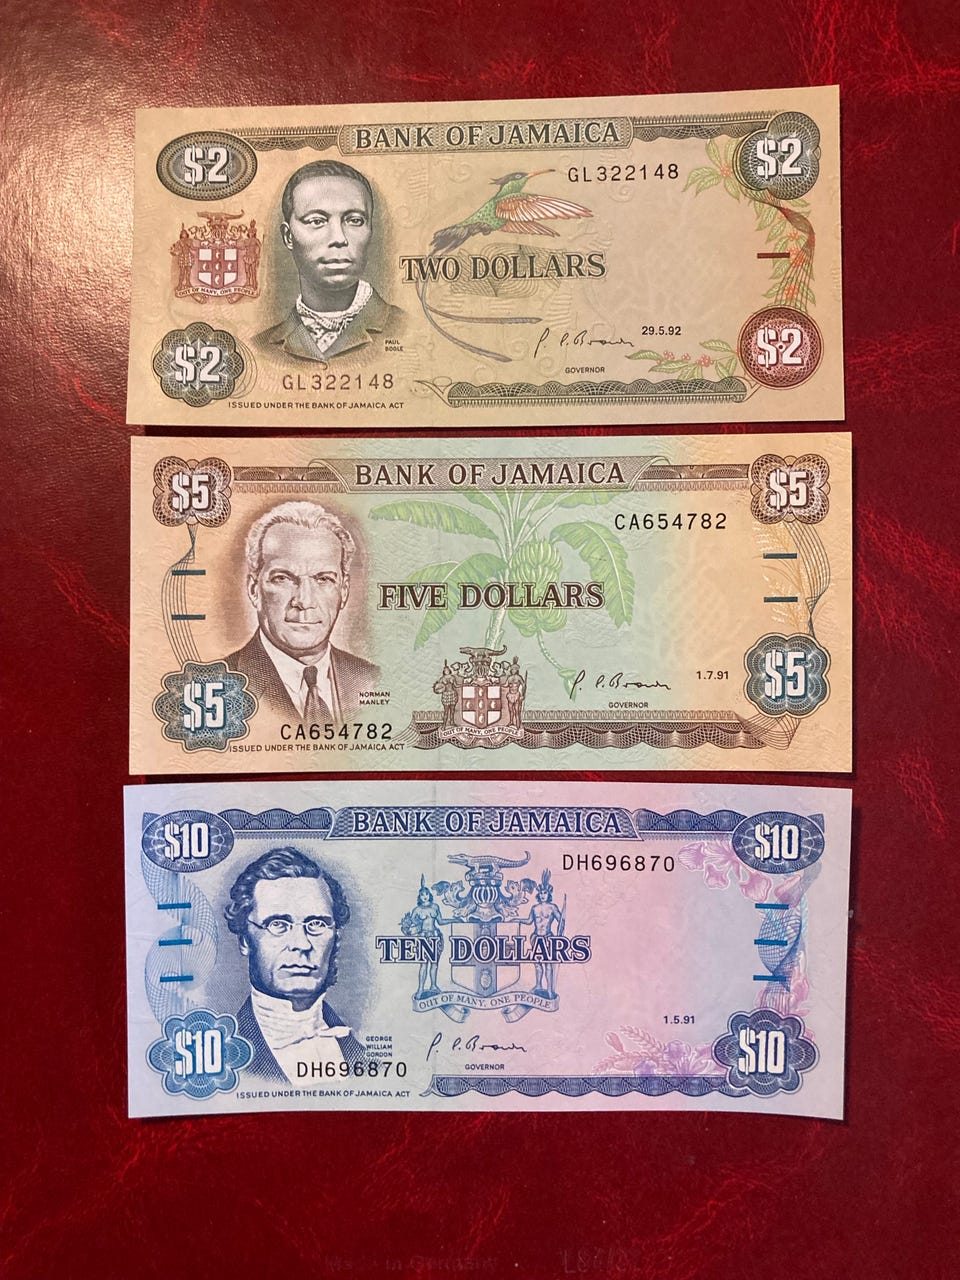 BANK OF JAMAICA
$2
$2
GL322148
TWO DOLLARS
OUT OF MANY, ONE PEOPLE
29.5.92
PAUL
BOGLE
P. C. Brown
GOVERNOR
$2
$2
GL322148
ISSUED UNDER THE BANK OF JAMAICA ACT
BANK OF JAMAICA
$5
$5
CA654782
FIVE DOLLARS
NORMAN
MANLEY
1.7.91
GOVERNOR
$5
$5
CA654782
OUT OF MANY, ONE PEOPLE
ISSUED UNDER THE BANK OF JAMAICA ACT
BANK OF JAMAICA
$10
$10
DH696870
TEN DOLLARS
OUT OF MANY, ONE PEOPLE
1.5.91
GEORGE
WILLIAM
GORDON
GOVERNOR
$10
$10
DH696870
ISSUED UNDER THE BANK OF JAMAICA ACT